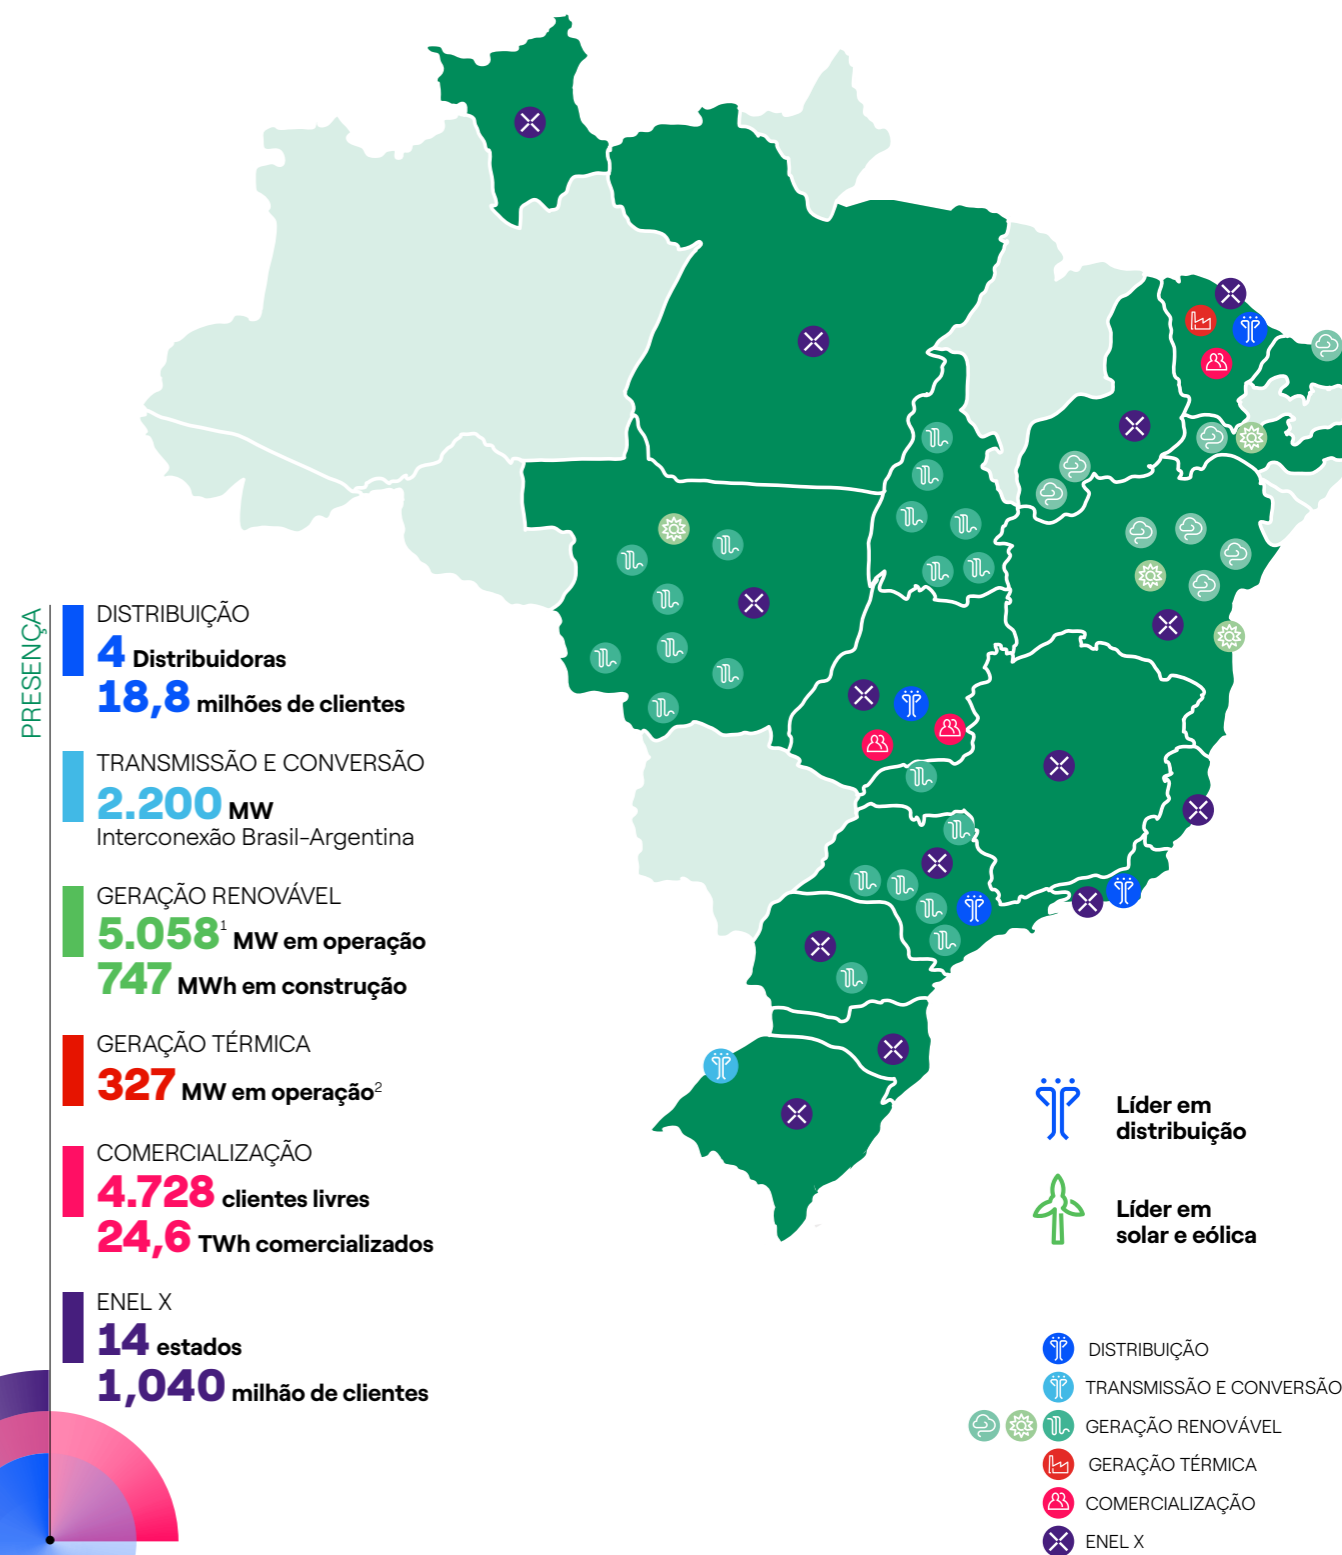 PRESENÇA
DISTRIBUIÇÃO
4 Distribuidoras
18,8 milhões de clientes
TRANSMISSÃO E CONVERSÃO
2.200 MW
Interconexão Brasil-Argentina
GERAÇÃO RENOVÁVEL
5.058¹ MW em operação
747 MWh em construção
GERAÇÃO TÉRMICA
327 MW em operação²
COMERCIALIZAÇÃO
4.728 clientes livres
24,6 TWh comercializados
ENEL X
14 estados
1,040 milhão de clientes
Líder em
distribuição
Líder em
solar e eólica
DISTRIBUIÇÃO
TRANSMISSÃO E CONVERSÃO
GERAÇÃO RENOVÁVEL
GERAÇÃO TÉRMICA
COMERCIALIZAÇÃO
ENEL X